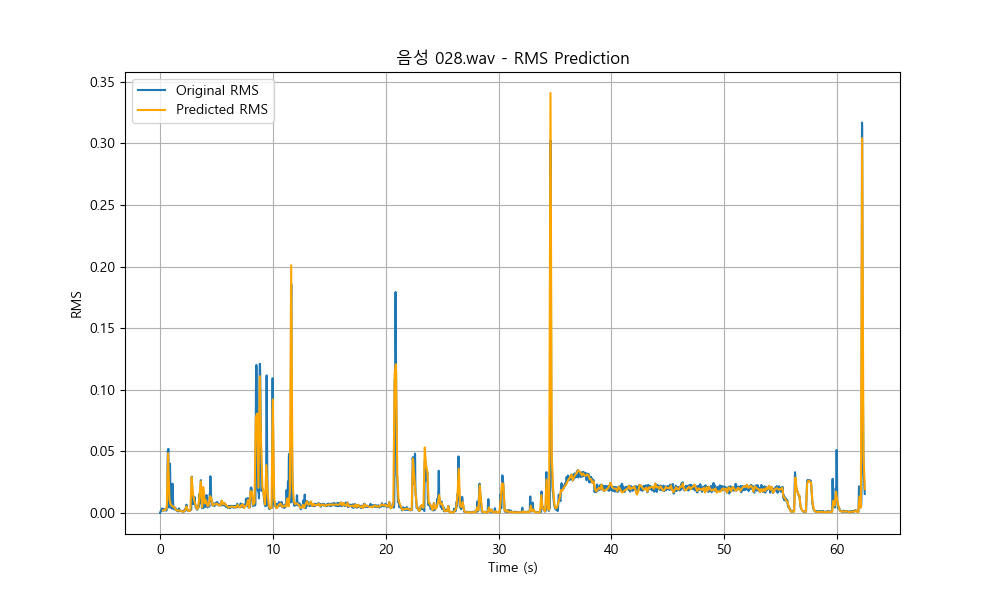 음성 028.wav - RMS Prediction
Original RMS
Predicted RMS
0.35
0.30
0.25
0.20
0.15
0.10
0.05
0.00
RMS
0 10 20 30 40 50 60
Time (s)